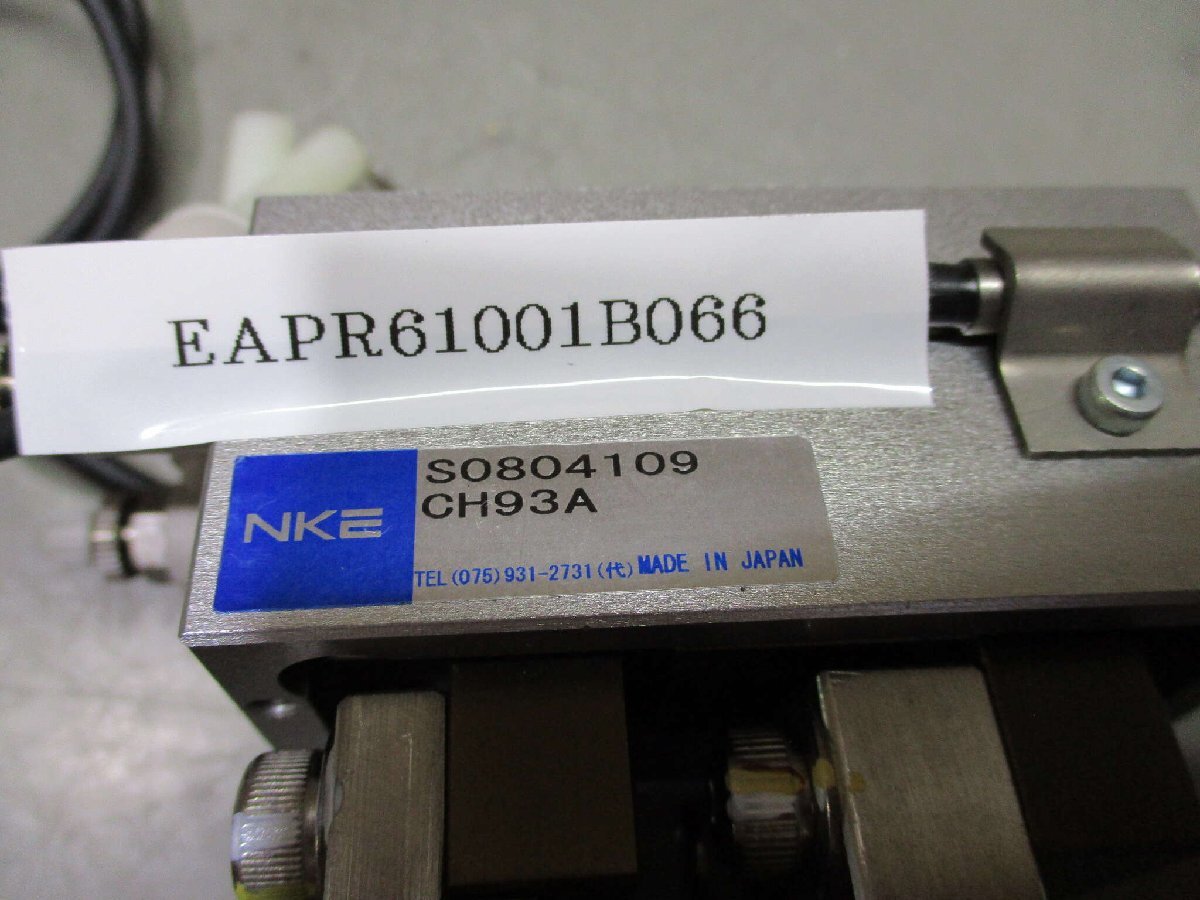 EAPR61001B066
NKE
S0804109
CH93A
TEL(075)931-2731(代) MADE IN JAPAN